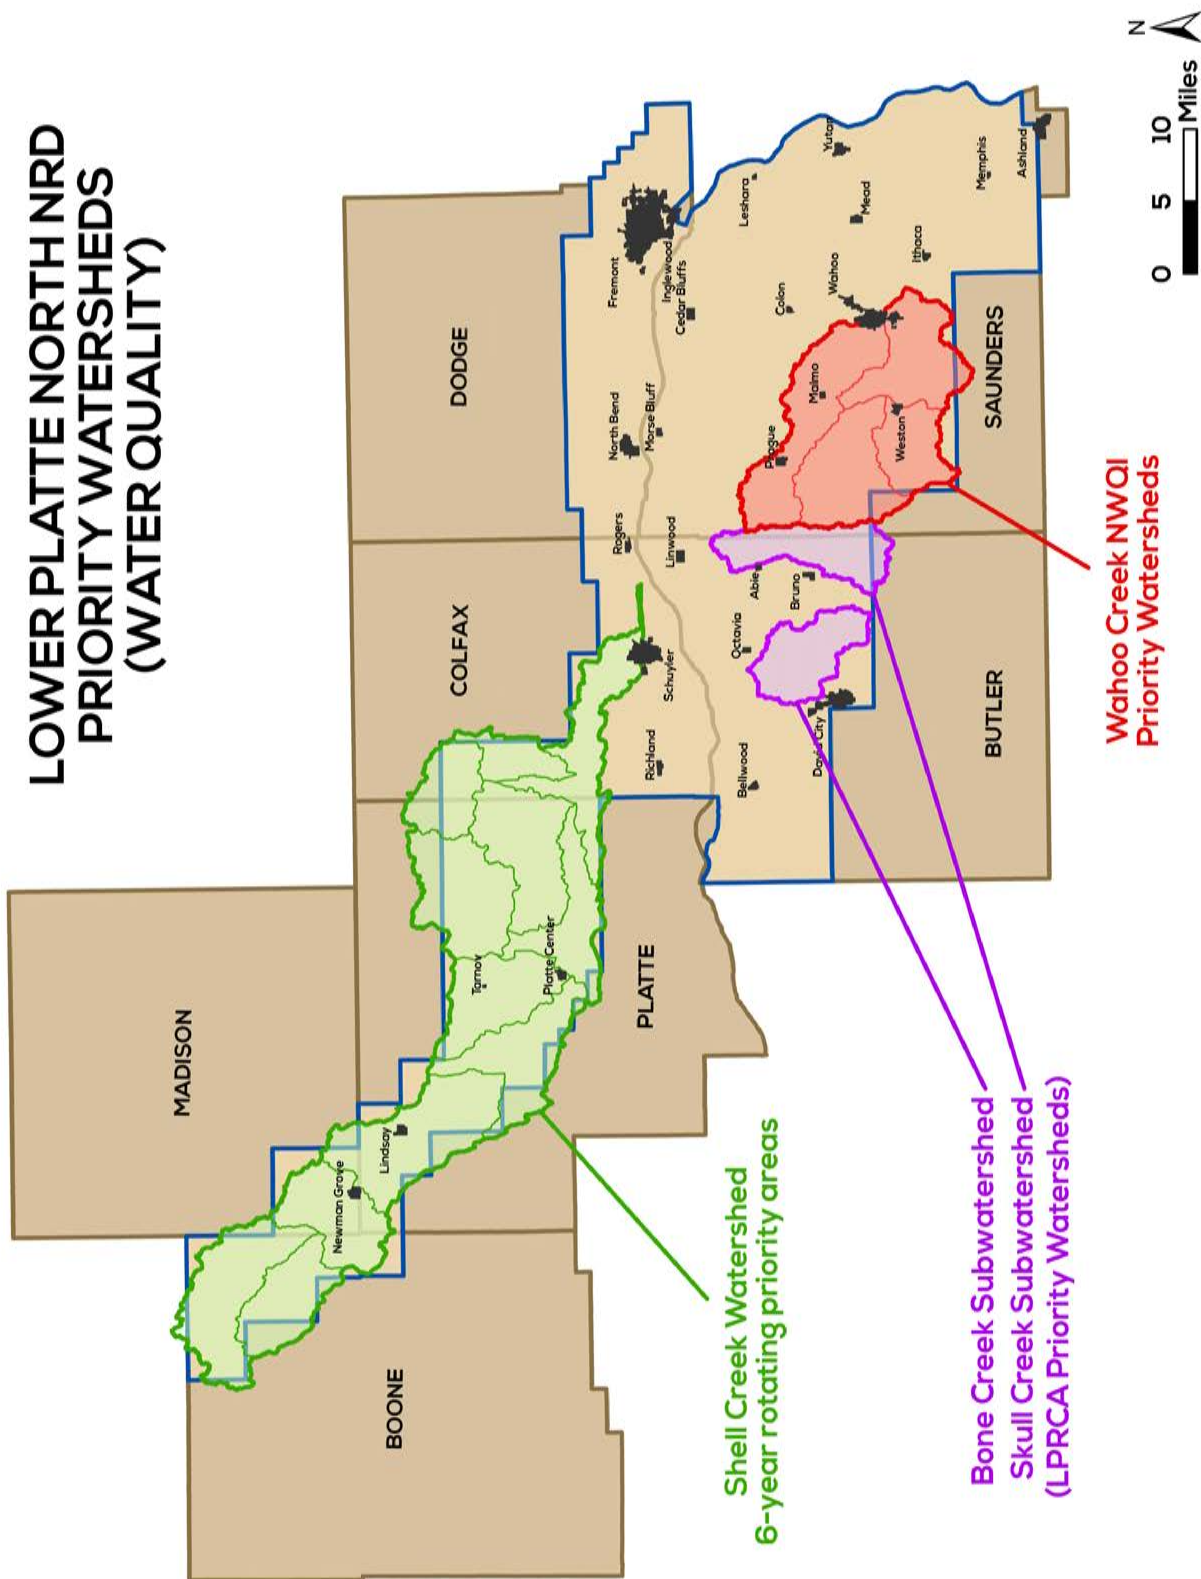 LOWER PLATTE NORTH NRD
PRIORITY WATERSHEDS
(WATER QUALITY)
MADISON
BOONE
PLATTE
COLFAX
DODGE
BUTLER
SAUNDERS
Newman Grove
Lindsay
Tarnov
Platte Center
Richland
Schuyler
Rogers
North Bend
Morse Bluff
Fremont
Inglewood
Cedar Bluffs
Linwood
Bellwood
Octavia
David City
Abie
Bruno
Prague
Malmo
Weston
Colon
Wahoo
Leshara
Yutan
Mead
Ithaca
Memphis
Ashland
Shell Creek Watershed
6-year rotating priority areas
Bone Creek Subwatershed
Skull Creek Subwatershed
(LPRCA Priority Watersheds)
Wahoo Creek NWQI
Priority Watersheds
0 5 10
Miles
N